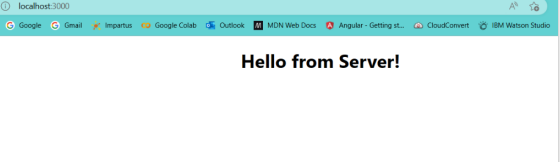 localhost:3000
Google Gmail Impartus Google Colab Outlook MDN Web Docs Angular - Getting st... CloudConvert IBM Watson Studio
Hello from Server!